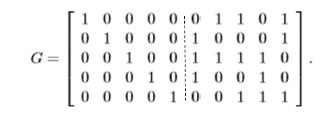 1 0 0 0 0 0 1 1 0 1
0 1 0 0 0 1 0 0 0 1
G = 0 0 1 0 0 1 1 1 1 0 .
0 0 0 1 0 1 0 0 1 0
0 0 0 0 1 0 0 1 1 1